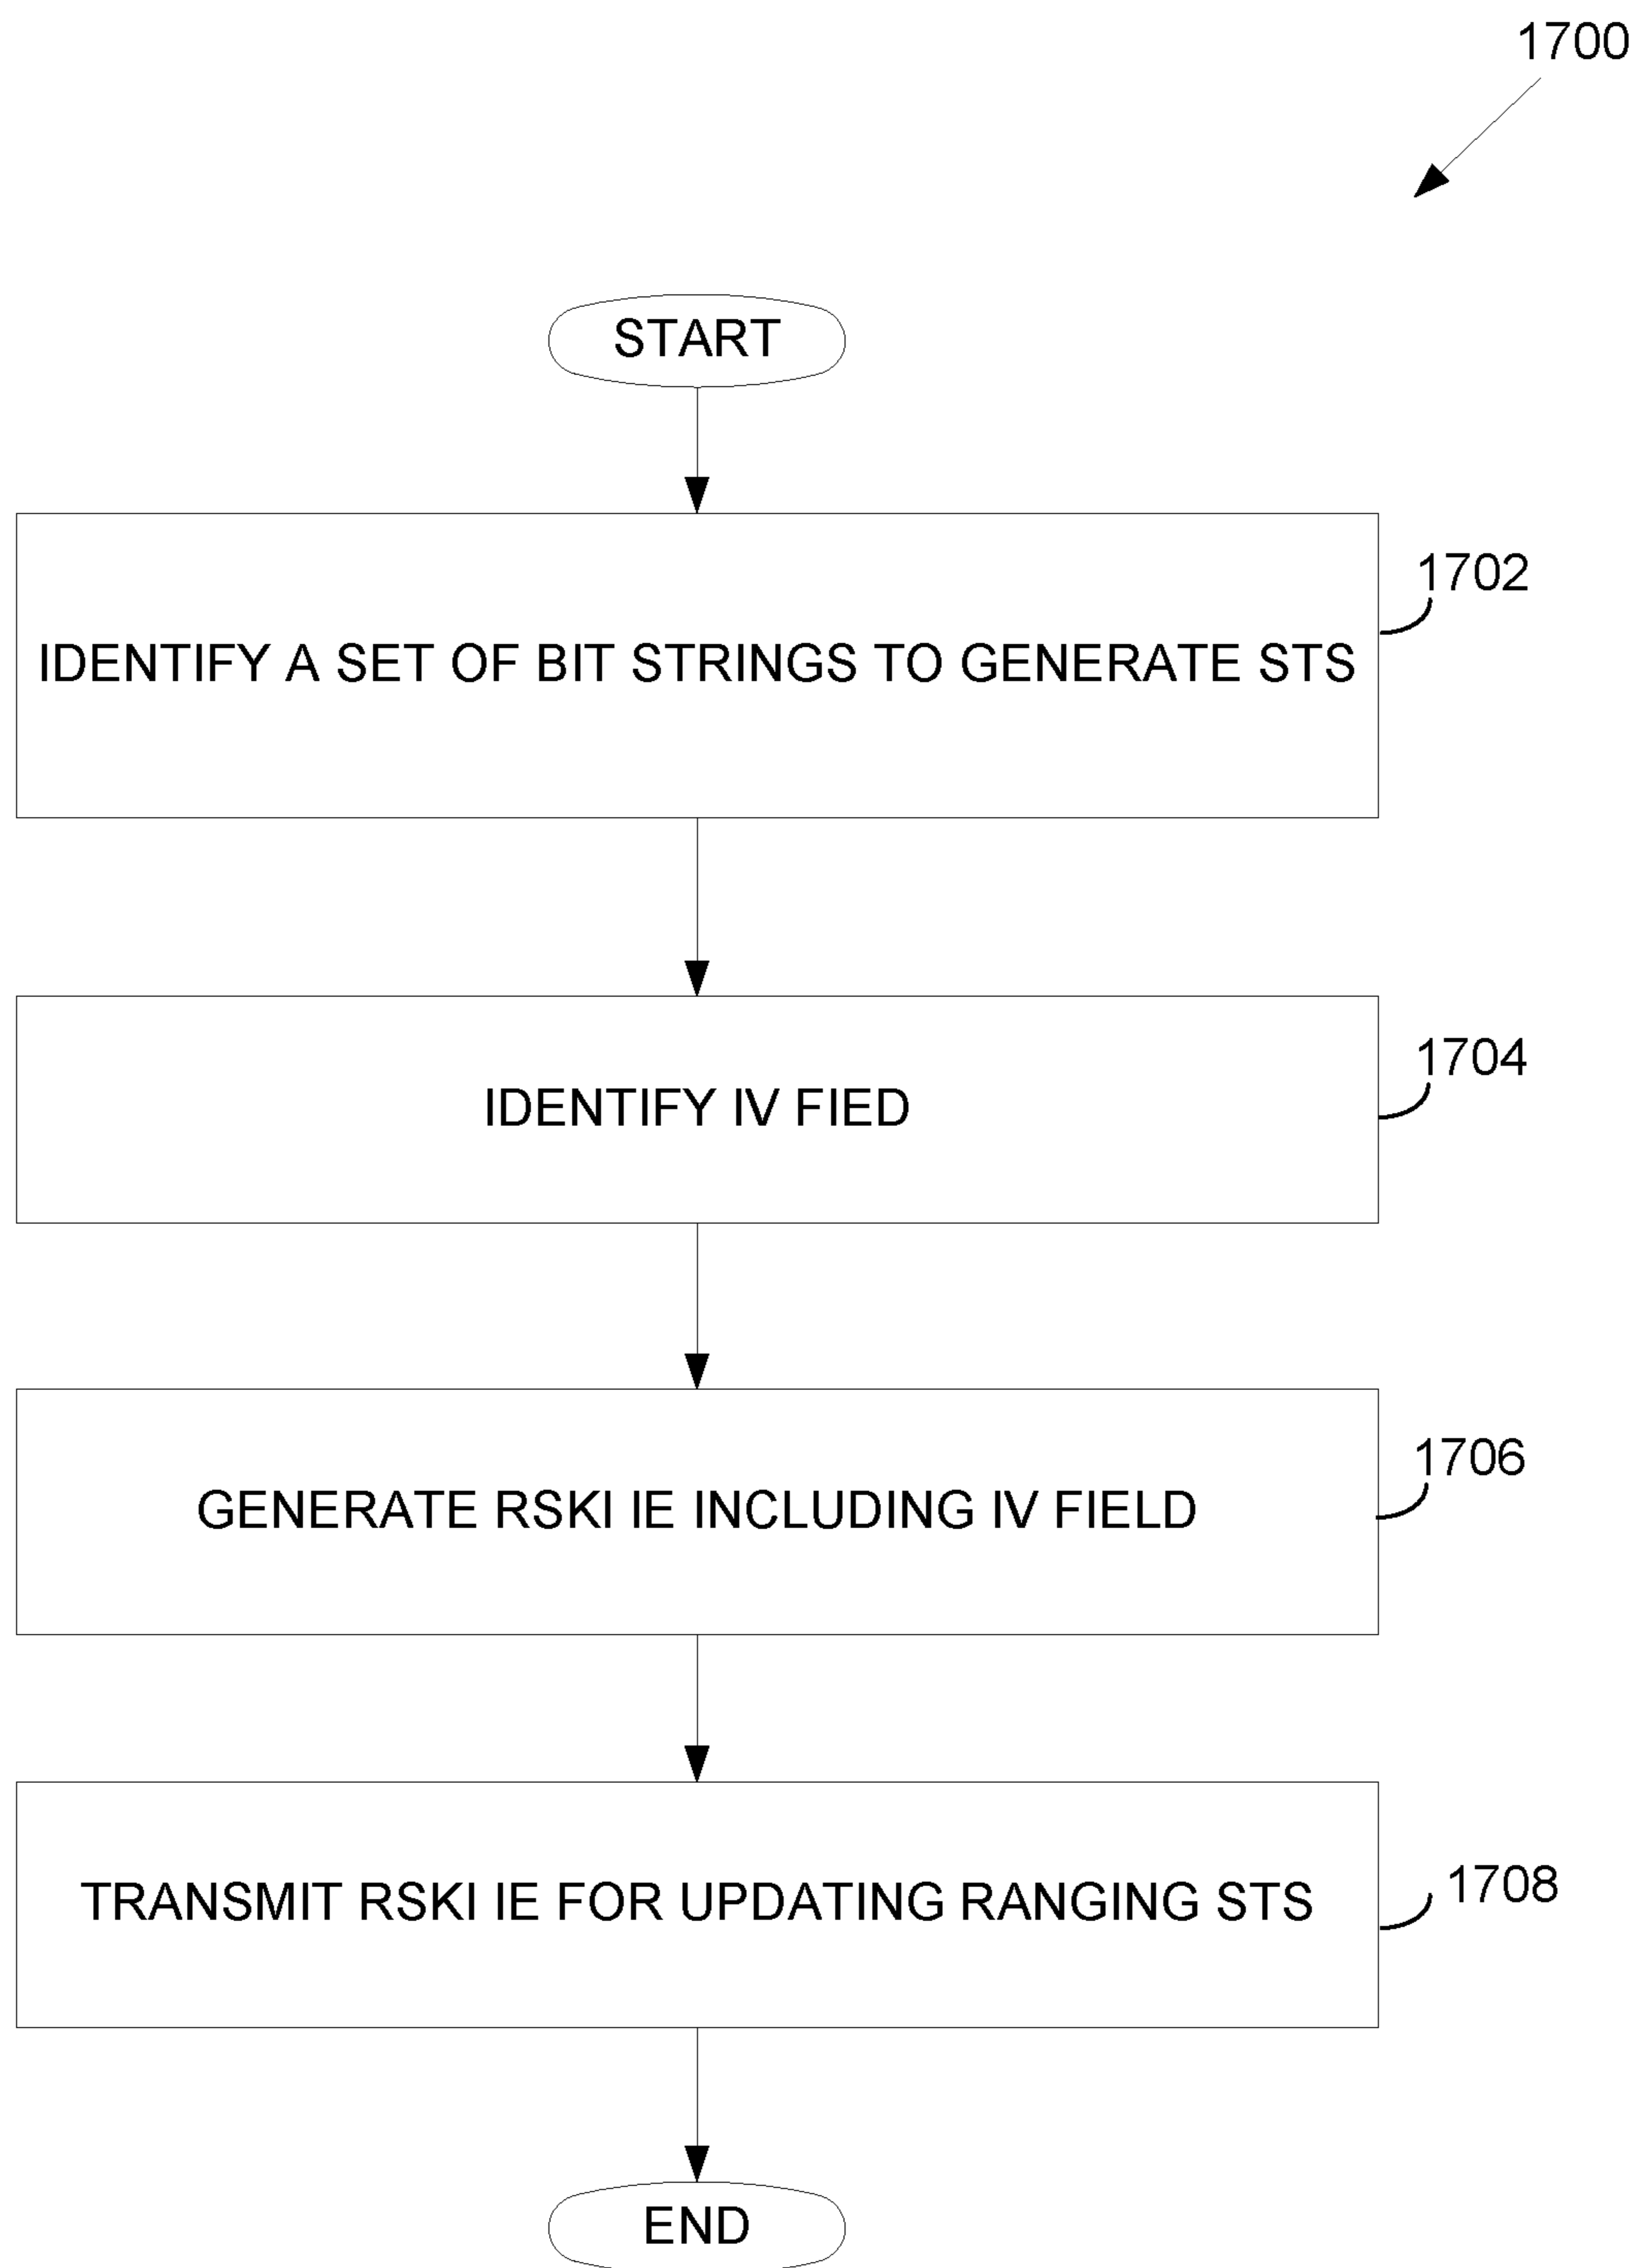 1700
START
1702
IDENTIFY A SET OF BIT STRINGS TO GENERATE STS
1704
IDENTIFY IV FIED
1706
GENERATE RSKI IE INCLUDING IV FIELD
1708
TRANSMIT RSKI IE FOR UPDATING RANGING STS
END